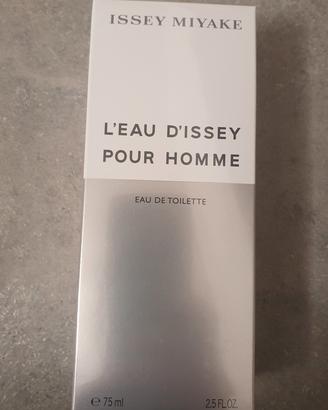 ISSEY MIYAKE
L'EAU D'ISSEY
POUR HOMME
EAU DE TOILETTE
℮ 75 ml 2.5 FL.OZ.